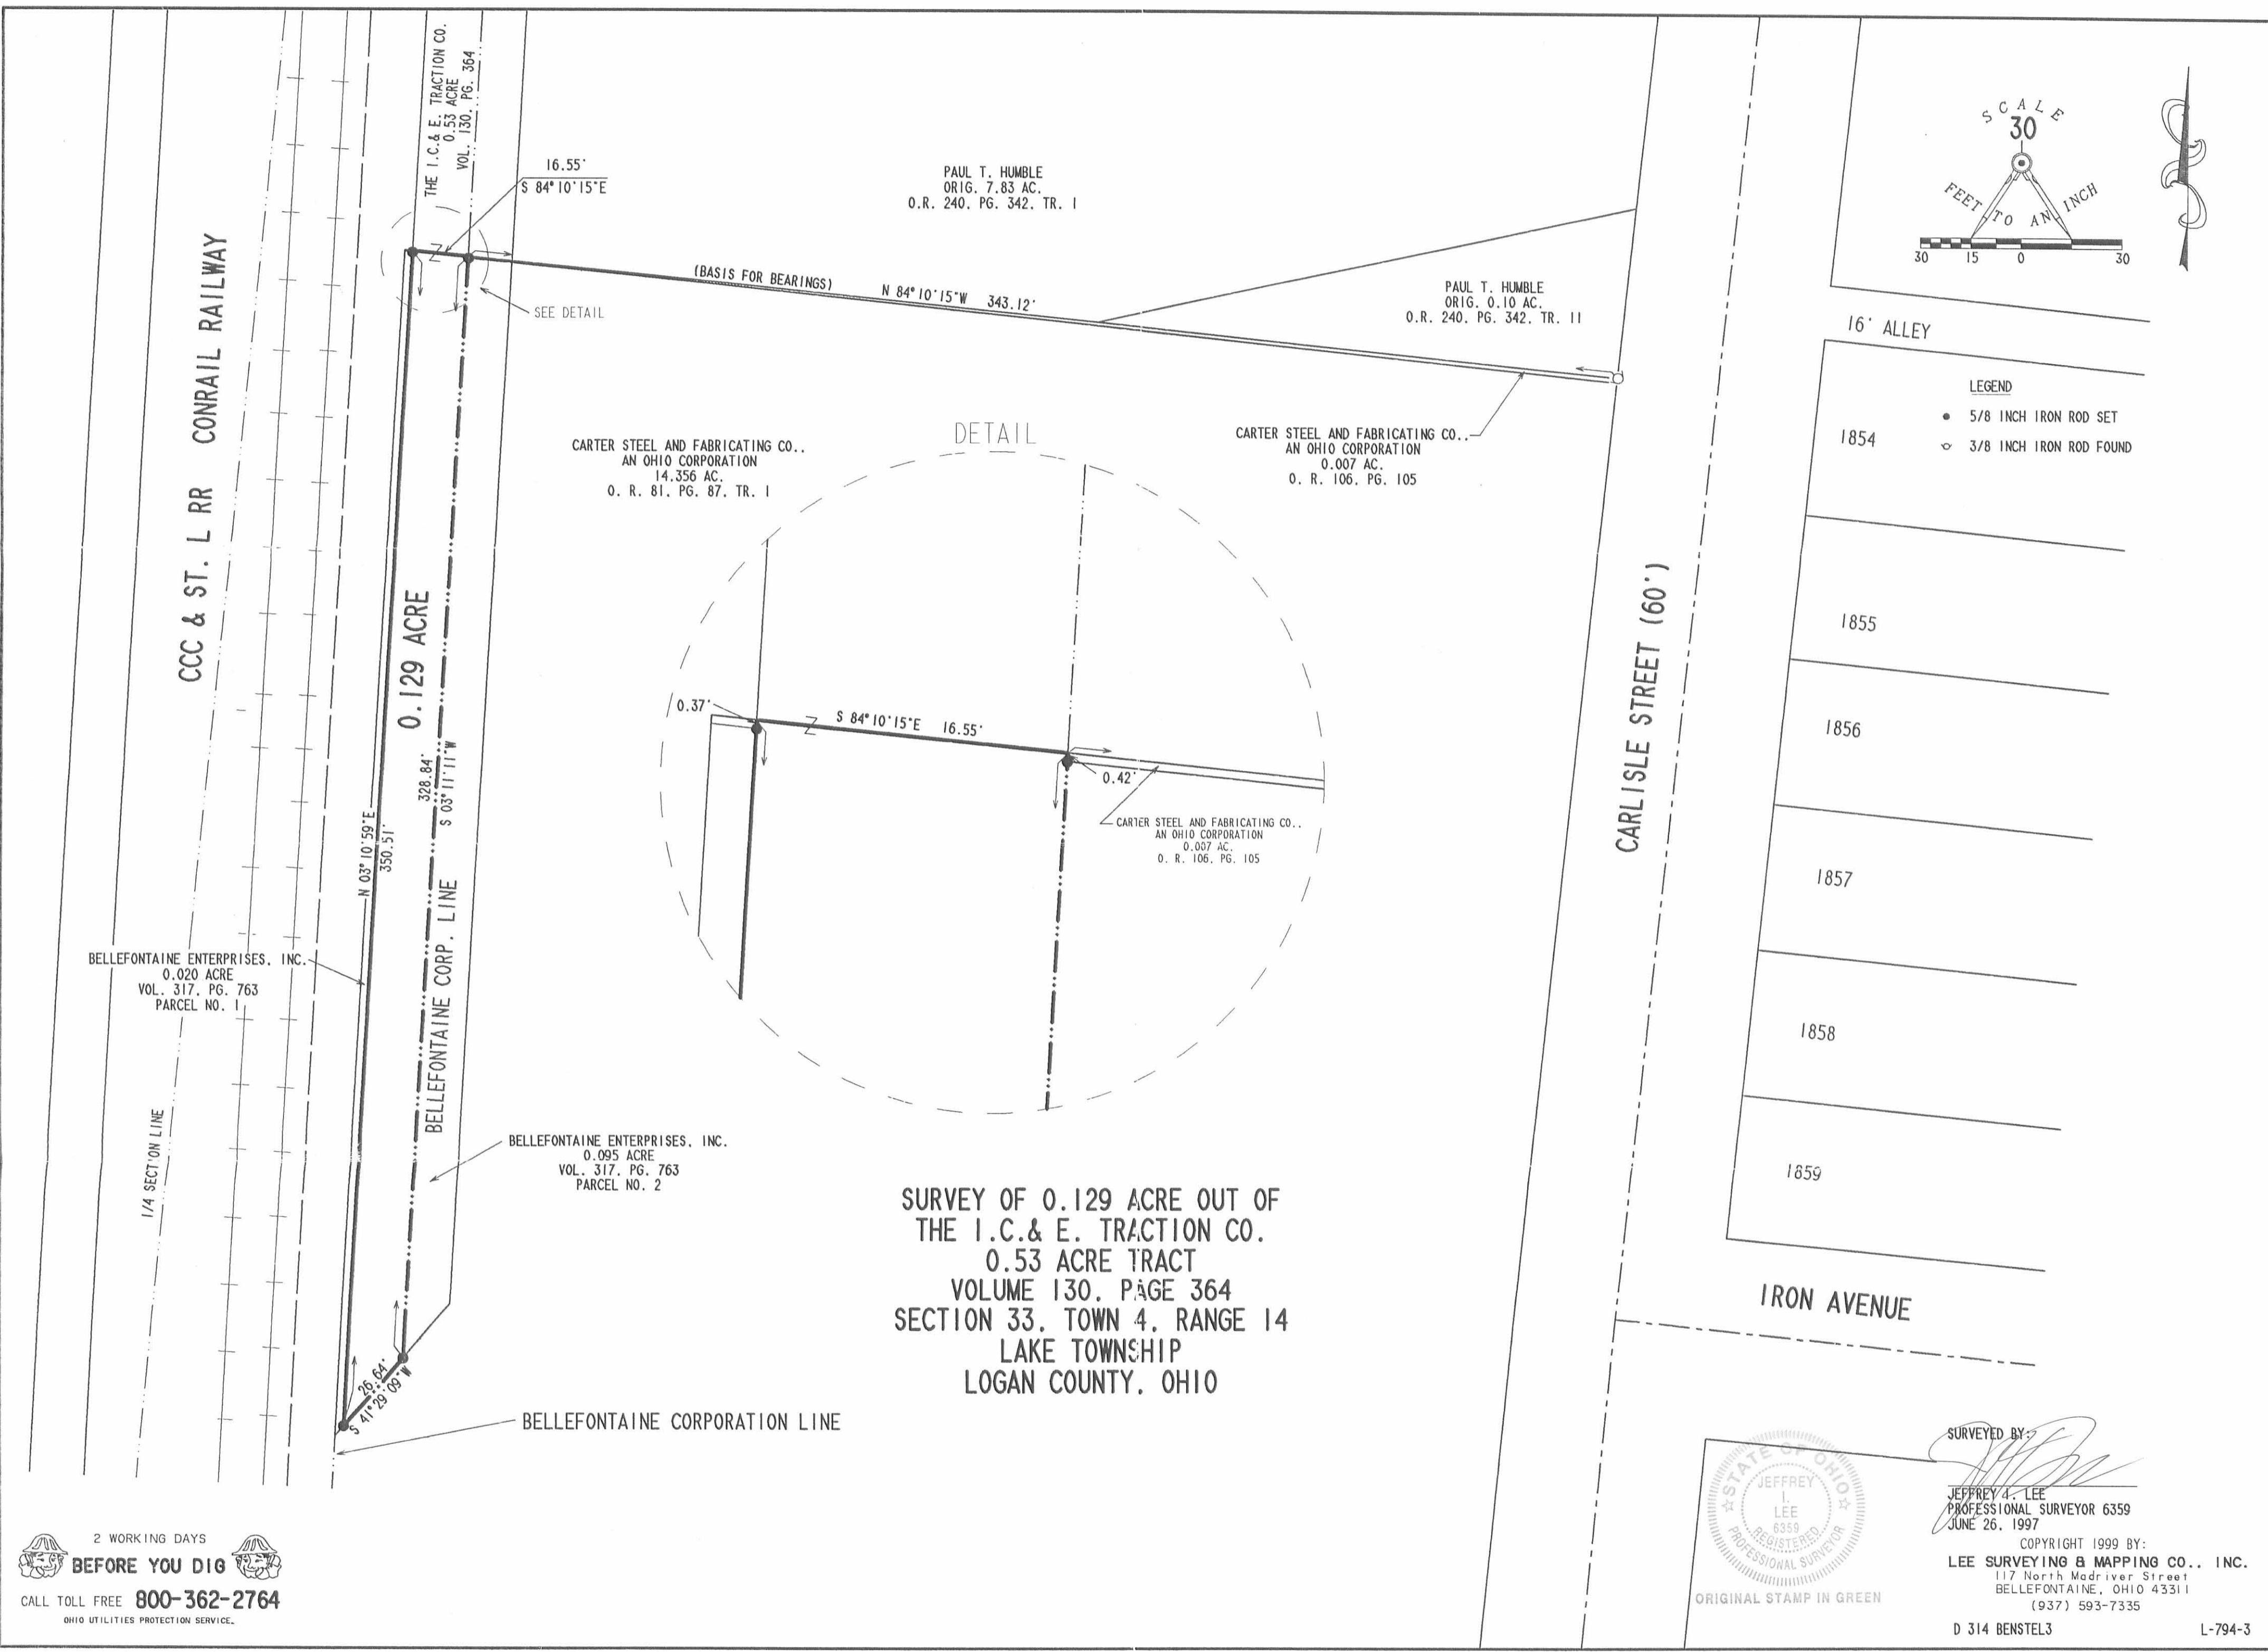 THE I.C.& E. TRACTION CO.
0.53 ACRE
VOL. 130, PG. 364
16.55'
S 84°10'15"E
PAUL T. HUMBLE
ORIG. 7.83 AC.
O.R. 240, PG. 342, TR. I
SCALE
30
FEET TO AN INCH
30 15 0 30
CCC & ST. L RR CONRAIL RAILWAY
SEE DETAIL
(BASIS FOR BEARINGS) N 84°10'15"W 343.12'
PAUL T. HUMBLE
ORIG. 0.10 AC.
O.R. 240, PG. 342, TR. II
16' ALLEY
LEGEND
5/8 INCH IRON ROD SET
3/8 INCH IRON ROD FOUND
CARTER STEEL AND FABRICATING CO.,
AN OHIO CORPORATION
14.356 AC.
O. R. 81, PG. 87, TR. I
DETAIL
CARTER STEEL AND FABRICATING CO.,
AN OHIO CORPORATION
0.007 AC.
O. R. 106, PG. 105
1854
1855
1856
1857
1858
1859
0.129 ACRE
328.84'
S 03°11'11"W
N 03°10'59"E
350.51'
BELLEFONTAINE CORP. LINE
CARLISLE STREET (60')
0.37'
S 84°10'15"E 16.55'
0.42'
CARTER STEEL AND FABRICATING CO.,
AN OHIO CORPORATION
0.007 AC.
O. R. 106, PG. 105
BELLEFONTAINE ENTERPRISES, INC.
0.020 ACRE
VOL. 317, PG. 763
PARCEL NO. 1
1/4 SECTION LINE
BELLEFONTAINE ENTERPRISES, INC.
0.095 ACRE
VOL. 317, PG. 763
PARCEL NO. 2
SURVEY OF 0.129 ACRE OUT OF
THE I.C.& E. TRACTION CO.
0.53 ACRE TRACT
VOLUME 130, PAGE 364
SECTION 33, TOWN 4, RANGE 14
LAKE TOWNSHIP
LOGAN COUNTY, OHIO
IRON AVENUE
26.64'
S 41°29'09"W
BELLEFONTAINE CORPORATION LINE
2 WORKING DAYS
BEFORE YOU DIG
CALL TOLL FREE 800-362-2764
OHIO UTILITIES PROTECTION SERVICE.
STATE OF OHIO
JEFFREY
I.
LEE
6359
REGISTERED
PROFESSIONAL SURVEYOR
ORIGINAL STAMP IN GREEN
SURVEYED BY:
JEFFREY I. LEE
PROFESSIONAL SURVEYOR 6359
JUNE 26, 1997
COPYRIGHT 1999 BY:
LEE SURVEYING & MAPPING CO., INC.
117 North Madriver Street
BELLEFONTAINE, OHIO 43311
(937) 593-7335
D 314 BENSTEL3 L-794-3